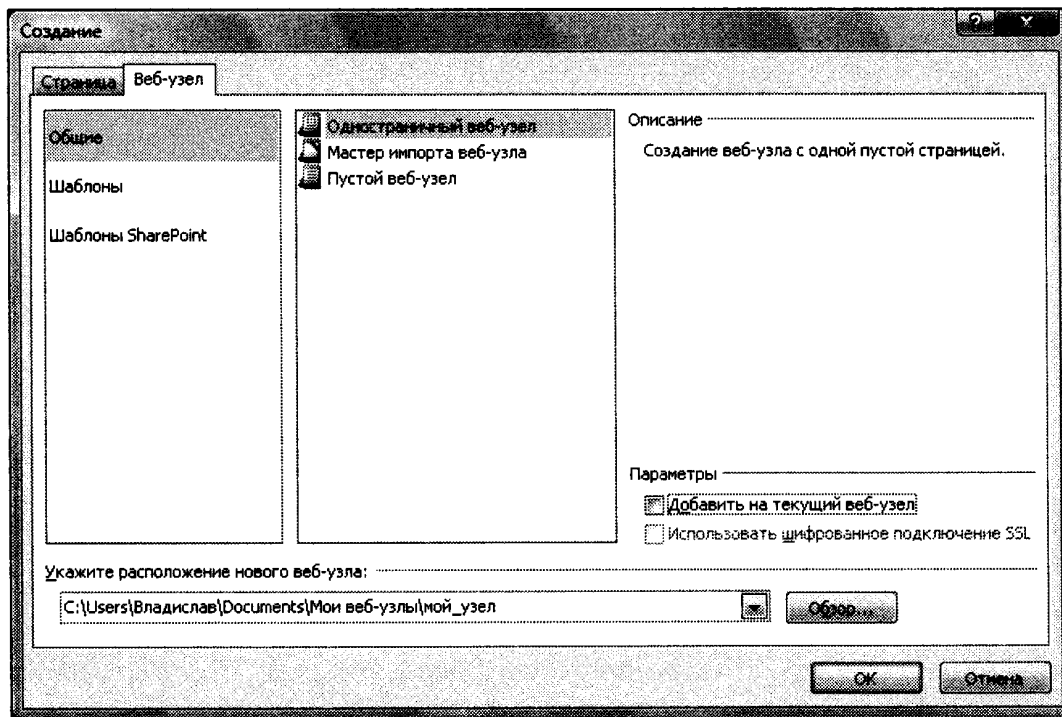 Создание
Страница
Веб-узел
Общие
Шаблоны
Шаблоны SharePoint
Одностраничный веб-узел
Мастер импорта веб-узла
Пустой веб-узел
Описание
Создание веб-узла с одной пустой страницей.
Параметры
Добавить на текущий веб-узел
Использовать шифрованное подключение SSL
Укажите расположение нового веб-узла:
C:\Users\Владислав\Documents\Мои веб-узлы\мой_узел
Обзор...
ОК
Отмена